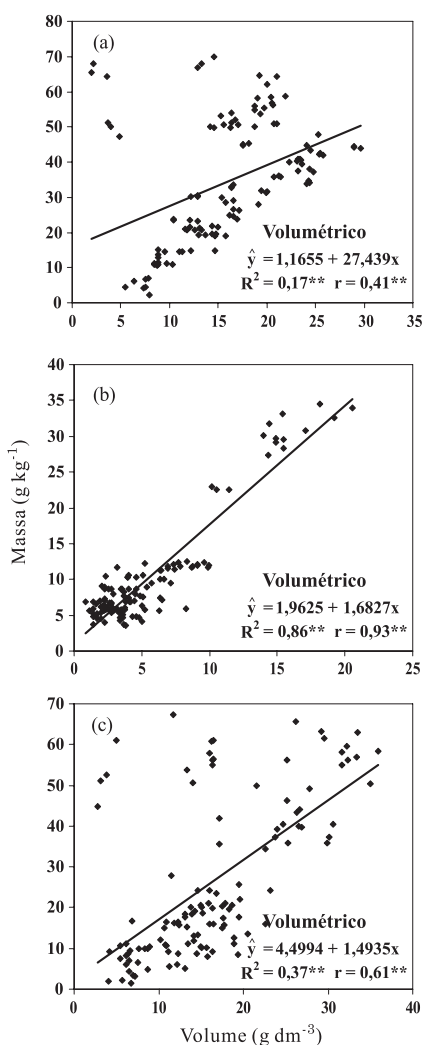 (a)
80
70
60
50
40
30
20
10
0
Volumétrico
ŷ = 1,1655 + 27,439x
R² = 0,17** r = 0,41**
0 5 10 15 20 25 30 35
Massa (g kg⁻¹)
(b)
40
35
30
25
20
15
10
5
0
Volumétrico
ŷ = 1,9625 + 1,6827x
R² = 0,86** r = 0,93**
0 5 10 15 20 25
(c)
70
60
50
40
30
20
10
0
Volumétrico
ŷ = 4,4994 + 1,4935x
R² = 0,37** r = 0,61**
0 10 20 30 40
Volume (g dm⁻³)